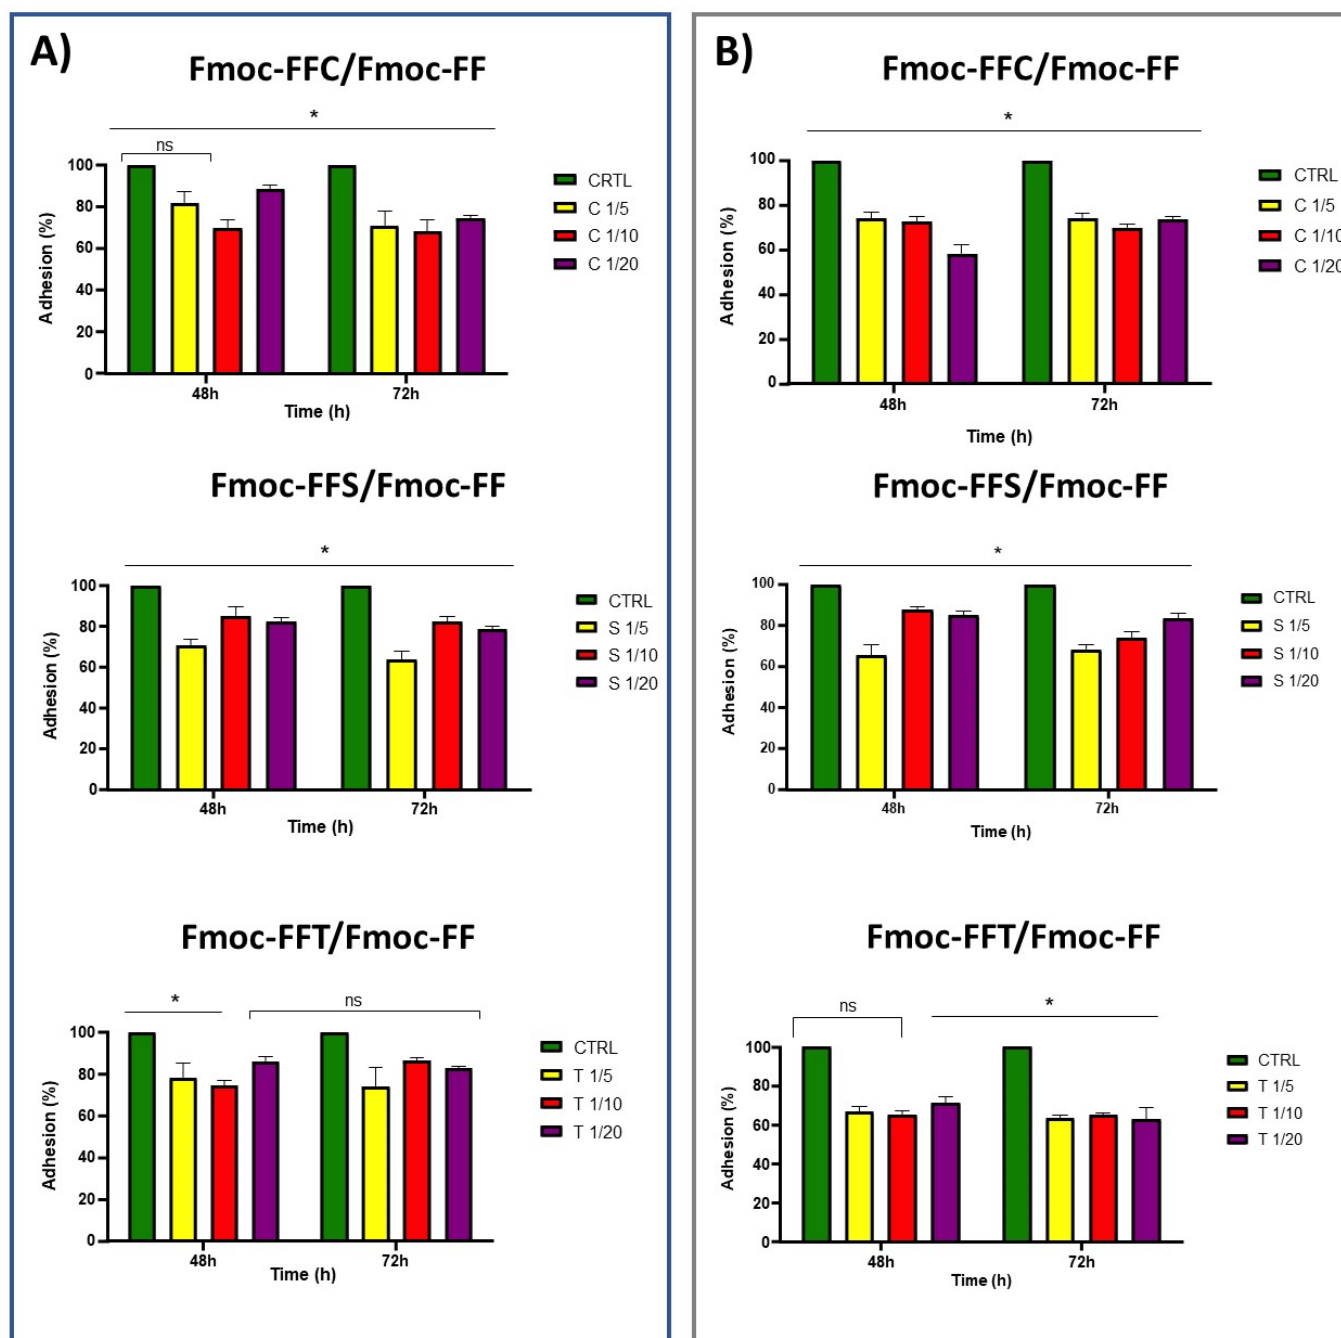 A)
Fmoc-FFC/Fmoc-FF
*
ns
100
80
60
40
20
0
Adhesion (%)
48h
72h
Time (h)
CRTL
C 1/5
C 1/10
C 1/20
Fmoc-FFS/Fmoc-FF
*
100
80
60
40
20
0
Adhesion (%)
48h
72h
Time (h)
CTRL
S 1/5
S 1/10
S 1/20
Fmoc-FFT/Fmoc-FF
*
ns
100
80
60
40
20
0
Adhesion (%)
48h
72h
Time (h)
CTRL
T 1/5
T 1/10
T 1/20
B)
Fmoc-FFC/Fmoc-FF
*
100
80
60
40
20
0
Adhesion (%)
48h
72h
Time (h)
CTRL
C 1/5
C 1/10
C 1/20
Fmoc-FFS/Fmoc-FF
*
100
80
60
40
20
0
Adhesion (%)
48h
72h
Time (h)
CTRL
S 1/5
S 1/10
S 1/20
Fmoc-FFT/Fmoc-FF
ns
*
100
80
60
40
20
0
Adhesion (%)
48h
72h
Time (h)
CTRL
T 1/5
T 1/10
T 1/20